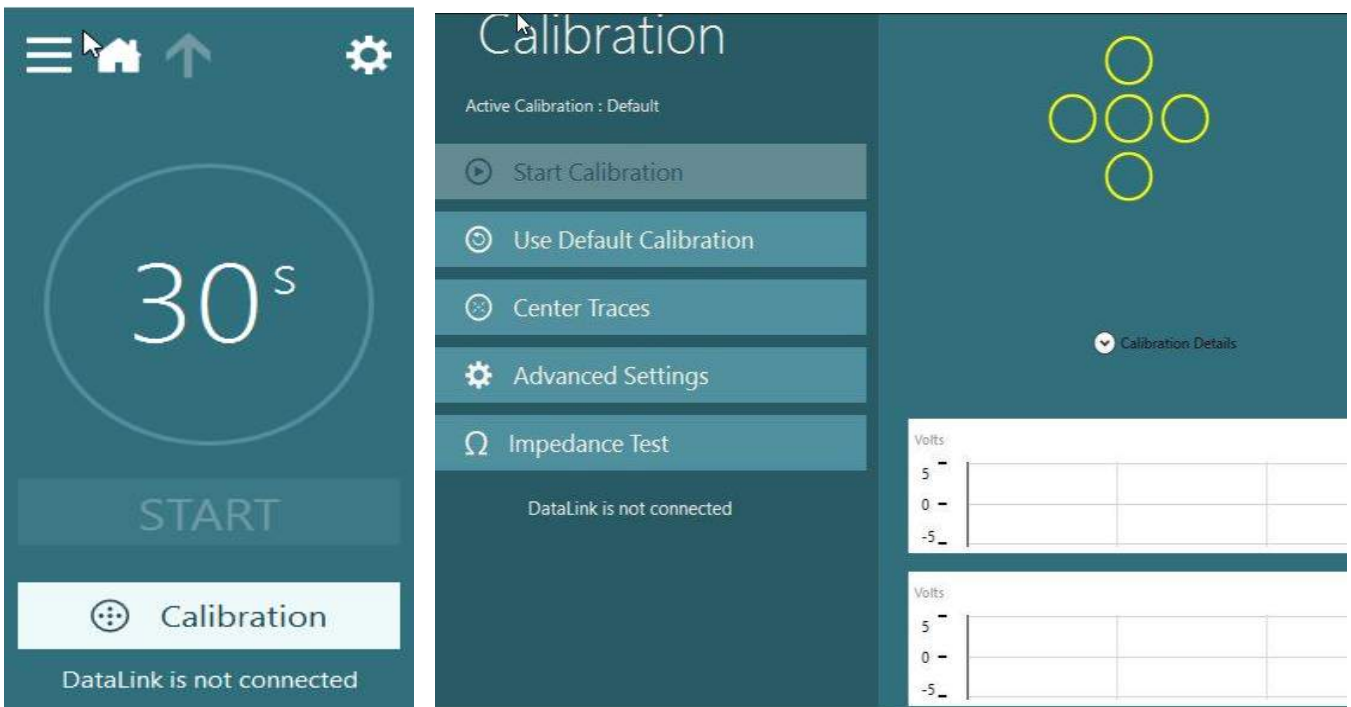 30 s
START
Calibration
DataLink is not connected
Calibration
Active Calibration : Default
Start Calibration
Use Default Calibration
Center Traces
Advanced Settings
Ω Impedance Test
DataLink is not connected
Calibration Details
Volts
5
0
-5
Volts
5
0
-5